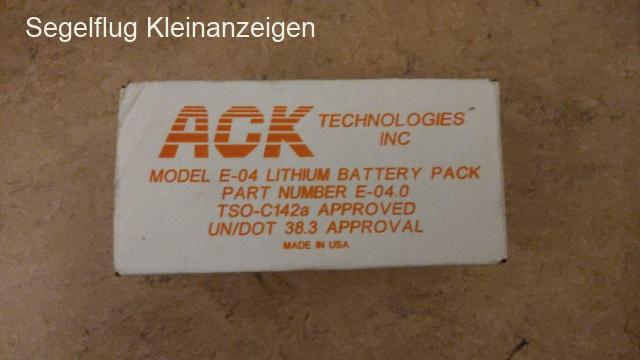 Segelflug Kleinanzeigen
ACK TECHNOLOGIES
INC
MODEL E-04 LITHIUM BATTERY PACK
PART NUMBER E-04.0
TSO-C142a APPROVED
UN/DOT 38.3 APPROVAL
MADE IN USA